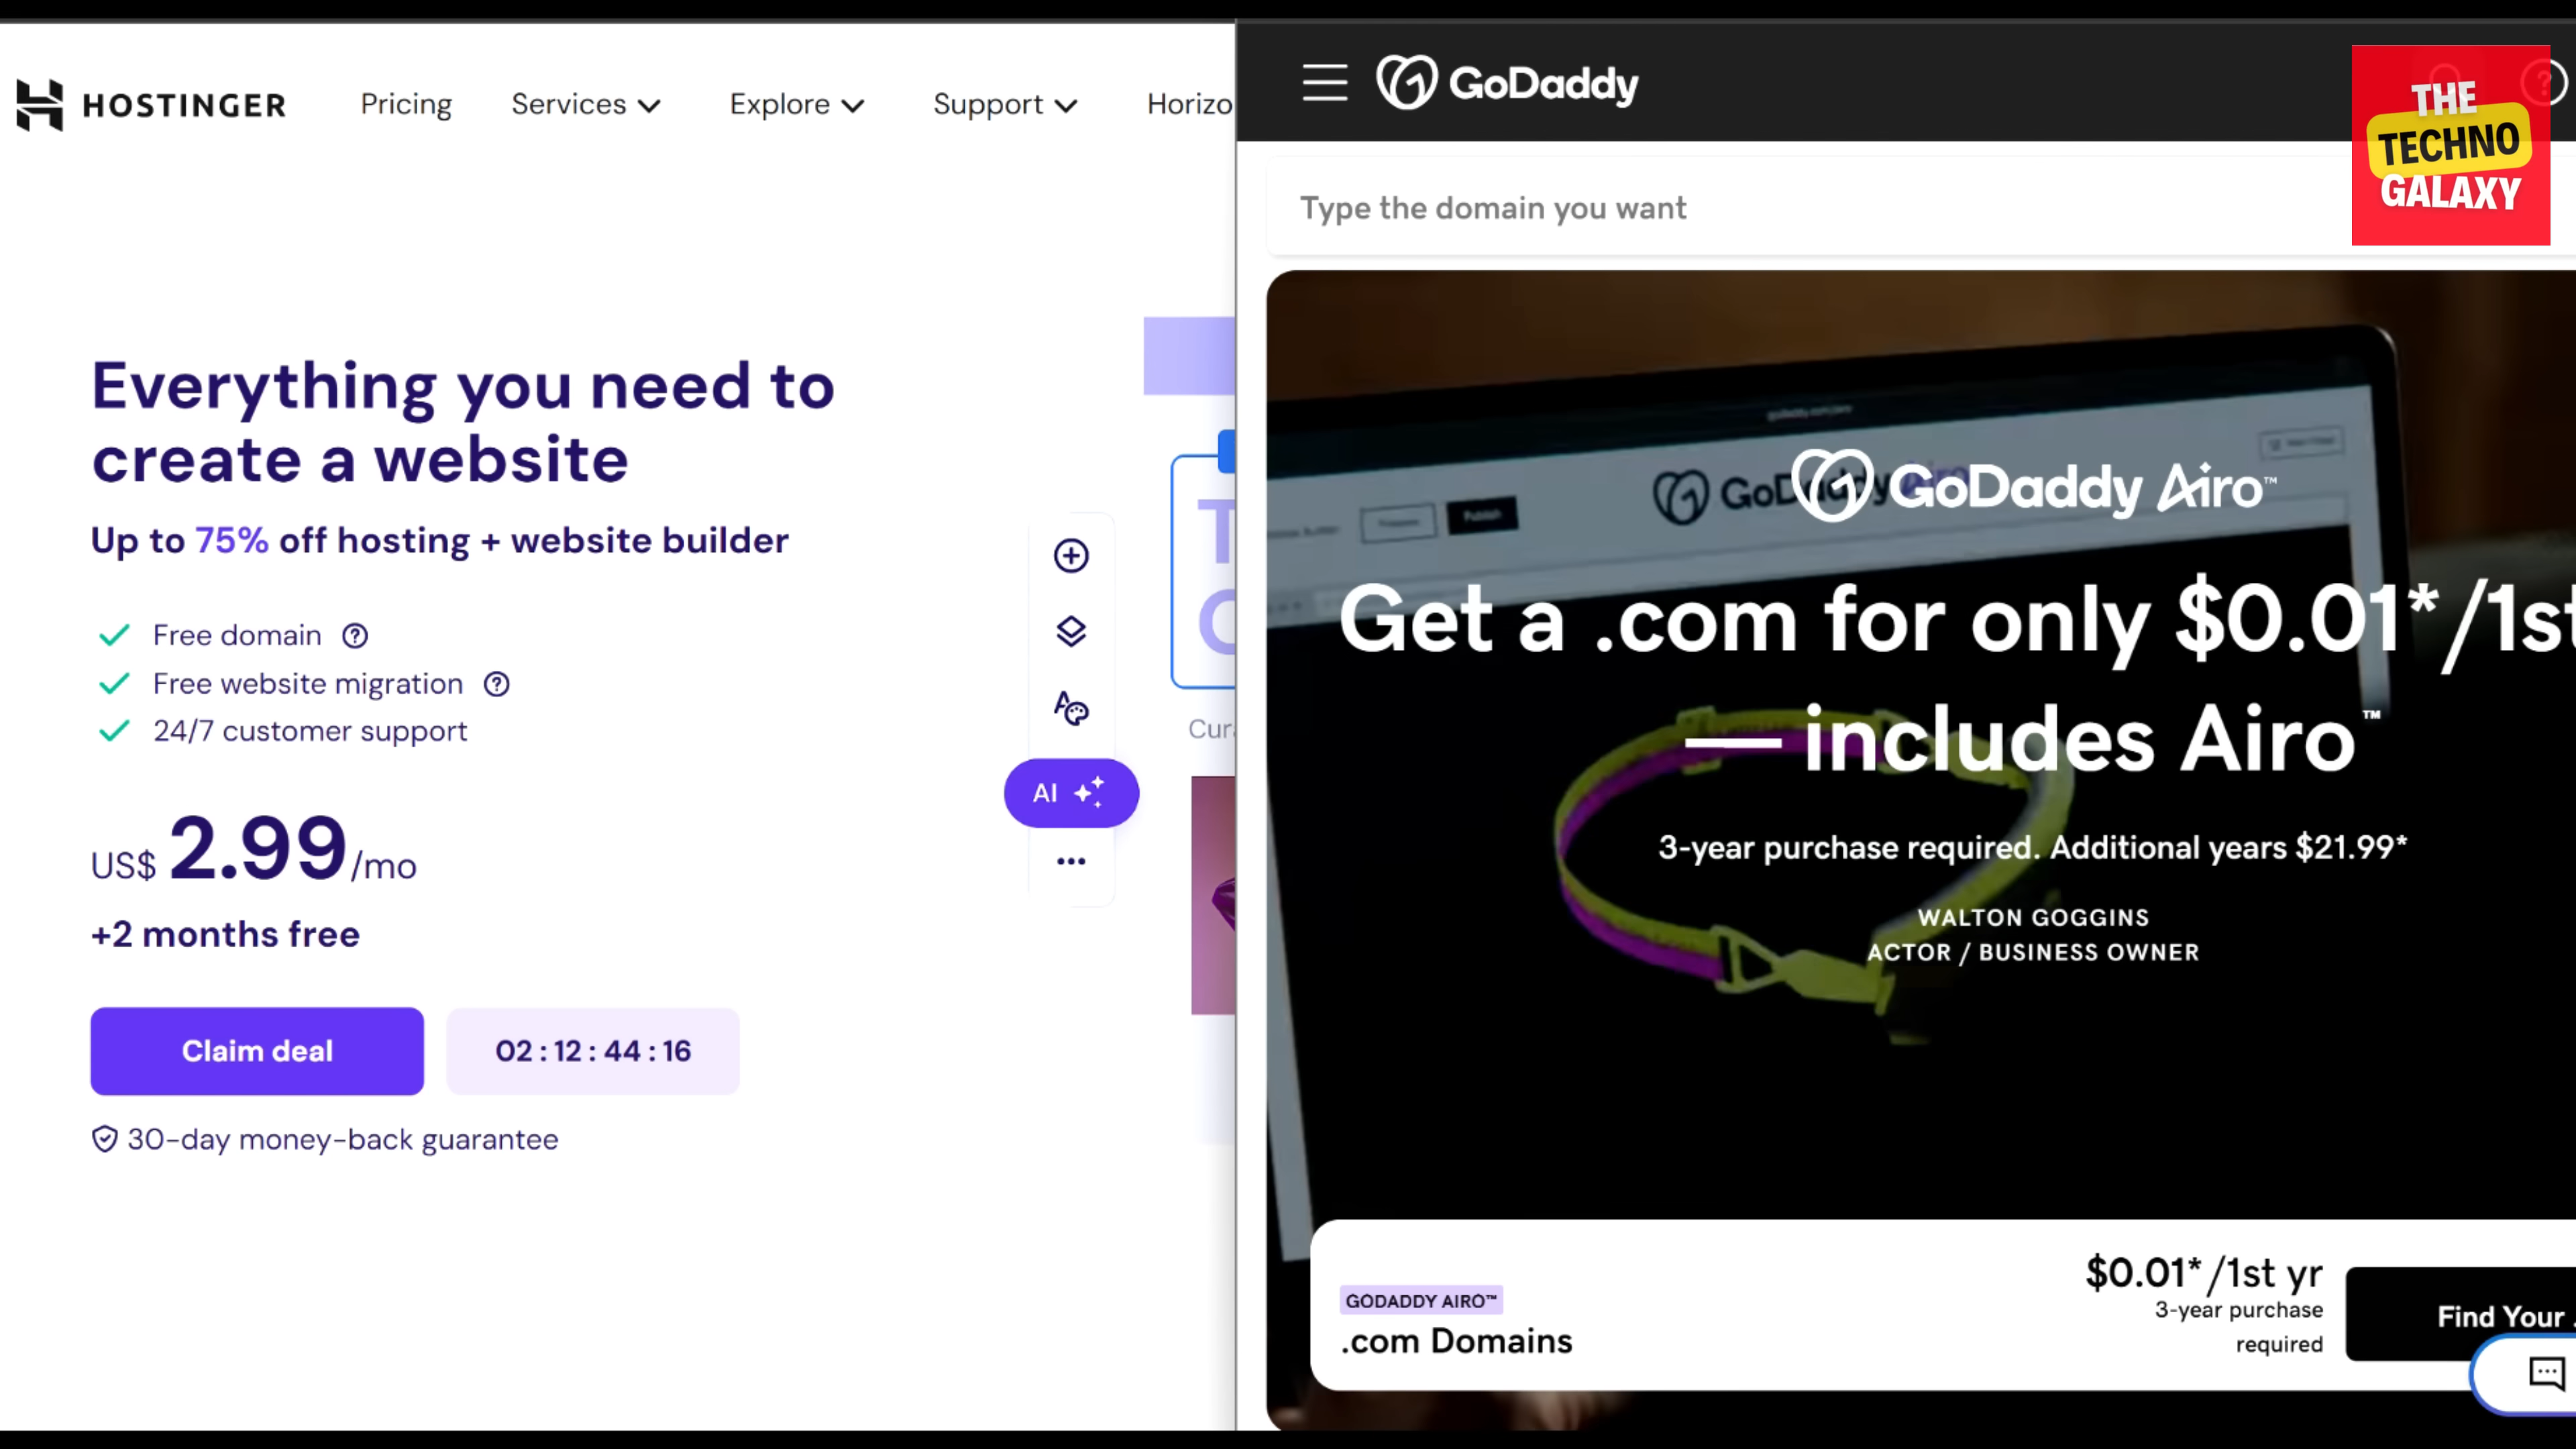 HOSTINGER
Pricing
Services
Explore
Support
Horizo
Everything you need to
create a website
Up to 75% off hosting + website builder
Free domain
Free website migration
24/7 customer support
US$ 2.99/mo
+2 months free
Claim deal
02 : 12 : 44 : 16
30-day money-back guarantee
AI
T
C
Cur
GoDaddy
THE
TECHNO
GALAXY
Type the domain you want
GoDaddy Airo™
Get a .com for only $0.01*/1st
— includes Airo™
3-year purchase required. Additional years $21.99*
WALTON GOGGINS
ACTOR / BUSINESS OWNER
GODADDY AIRO™
.com Domains
$0.01* /1st yr
3-year purchase
required
Find Your .